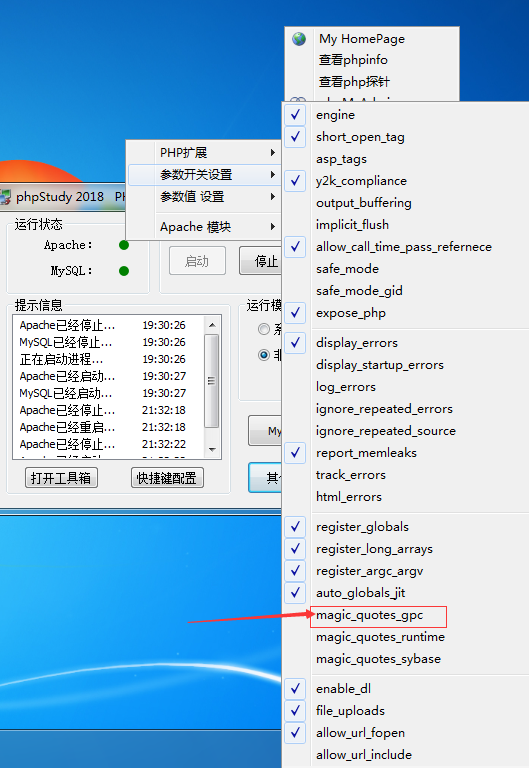 My HomePage
查看phpinfo
查看php探针
engine
short_open_tag
asp_tags
y2k_compliance
output_buffering
implicit_flush
allow_call_time_pass_refernece
safe_mode
safe_mode_gid
expose_php
display_errors
display_startup_errors
log_errors
ignore_repeated_errors
ignore_repeated_source
report_memleaks
track_errors
html_errors
register_globals
register_long_arrays
register_argc_argv
auto_globals_jit
magic_quotes_gpc
magic_quotes_runtime
magic_quotes_sybase
enable_dl
file_uploads
allow_url_fopen
allow_url_include
PHP扩展
参数开关设置
参数值 设置
Apache 模块
phpStudy 2018
运行状态
Apache:
MySQL:
启动
停止
提示信息
Apache已经停止... 19:30:26
MySQL已经停止... 19:30:26
正在启动进程... 19:30:26
Apache已经启动... 19:30:27
MySQL已经启动... 19:30:27
Apache已经停止... 21:32:18
Apache已经重启... 21:32:18
Apache已经停止... 21:32:22
运行模
非
My
其
打开工具箱
快捷键配置